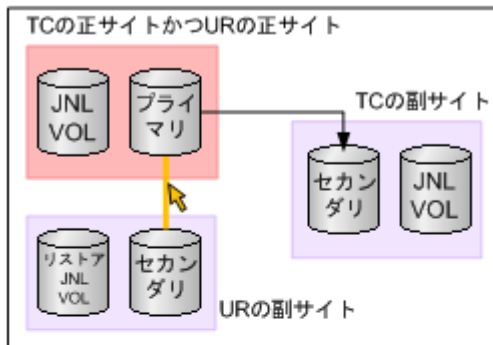 TCの正サイトかつURの正サイト
JNL
VOL
プライ
マリ
TCの副サイト
セカン
ダリ
JNL
VOL
リストア
JNL
VOL
セカン
ダリ
URの副サイト